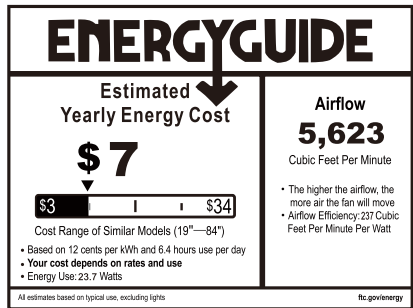 ENERGYGUIDE
Estimated
Yearly Energy Cost
$7
$3 $34
Cost Range of Similar Models (19"—84")
• Based on 12 cents per kWh and 6.4 hours use per day
• Your cost depends on rates and use
• Energy Use: 23.7 Watts
Airflow
5,623
Cubic Feet Per Minute
• The higher the airflow, the
more air the fan will move
• Airflow Efficiency: 237 Cubic
Feet Per Minute Per Watt
All estimates based on typical use, excluding lights
ftc.gov/energy